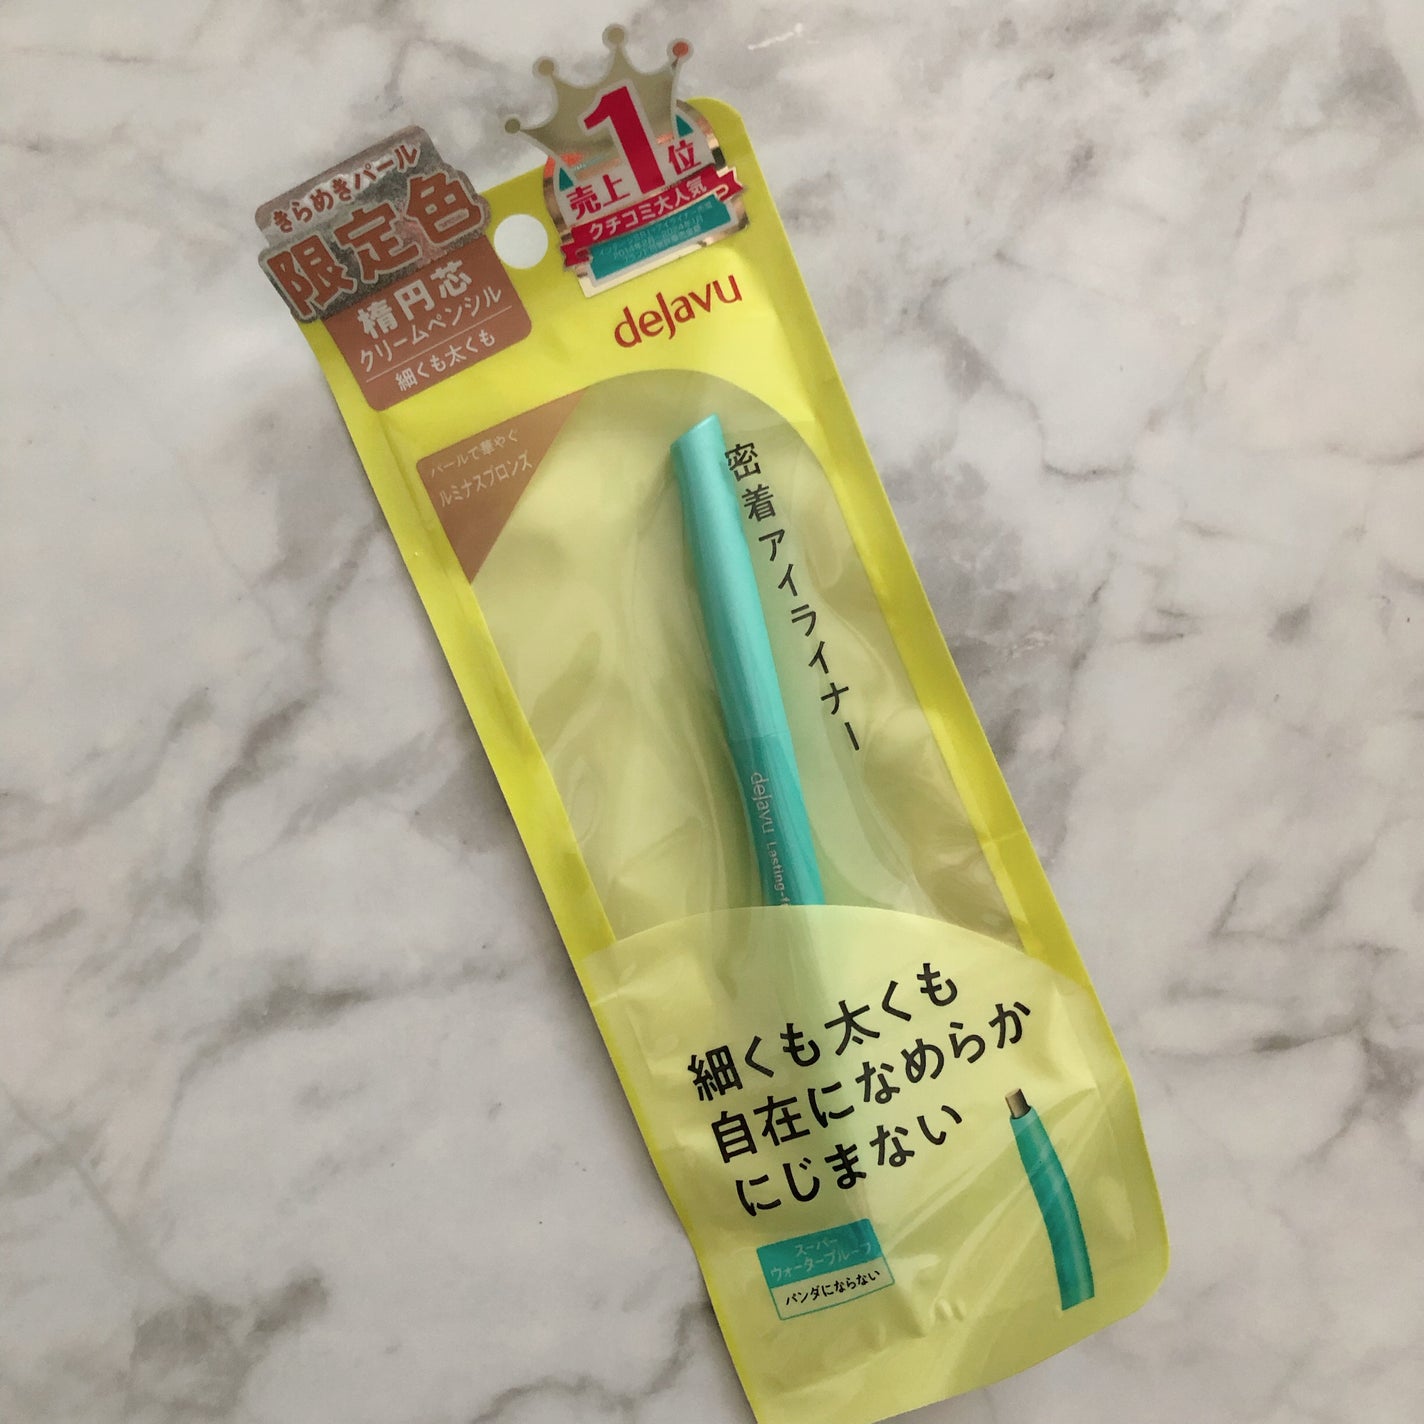 きらめきパール
限定色
楕円芯
クリームペンシル
細くも太くも
売上1位
クチコミ大人気
dejavu
パールで華やぐ
ルミナスブロンズ
密着アイライナー
dejavu Lasting-f
細くも太くも
自在になめらか
にじまない
スーパー
ウォータープルーフ
パンダにならない